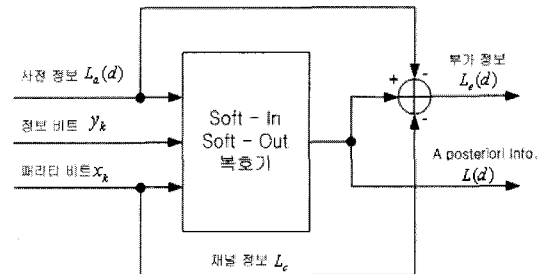 사전 정보 L_a(d)
정보 비트 y_k
패리티 비트 x_k
Soft - In
Soft - Out
복호기
+
-
-
부가 정보
L_e(d)
A posteriori Info.
L(d)
채널 정보 L_c